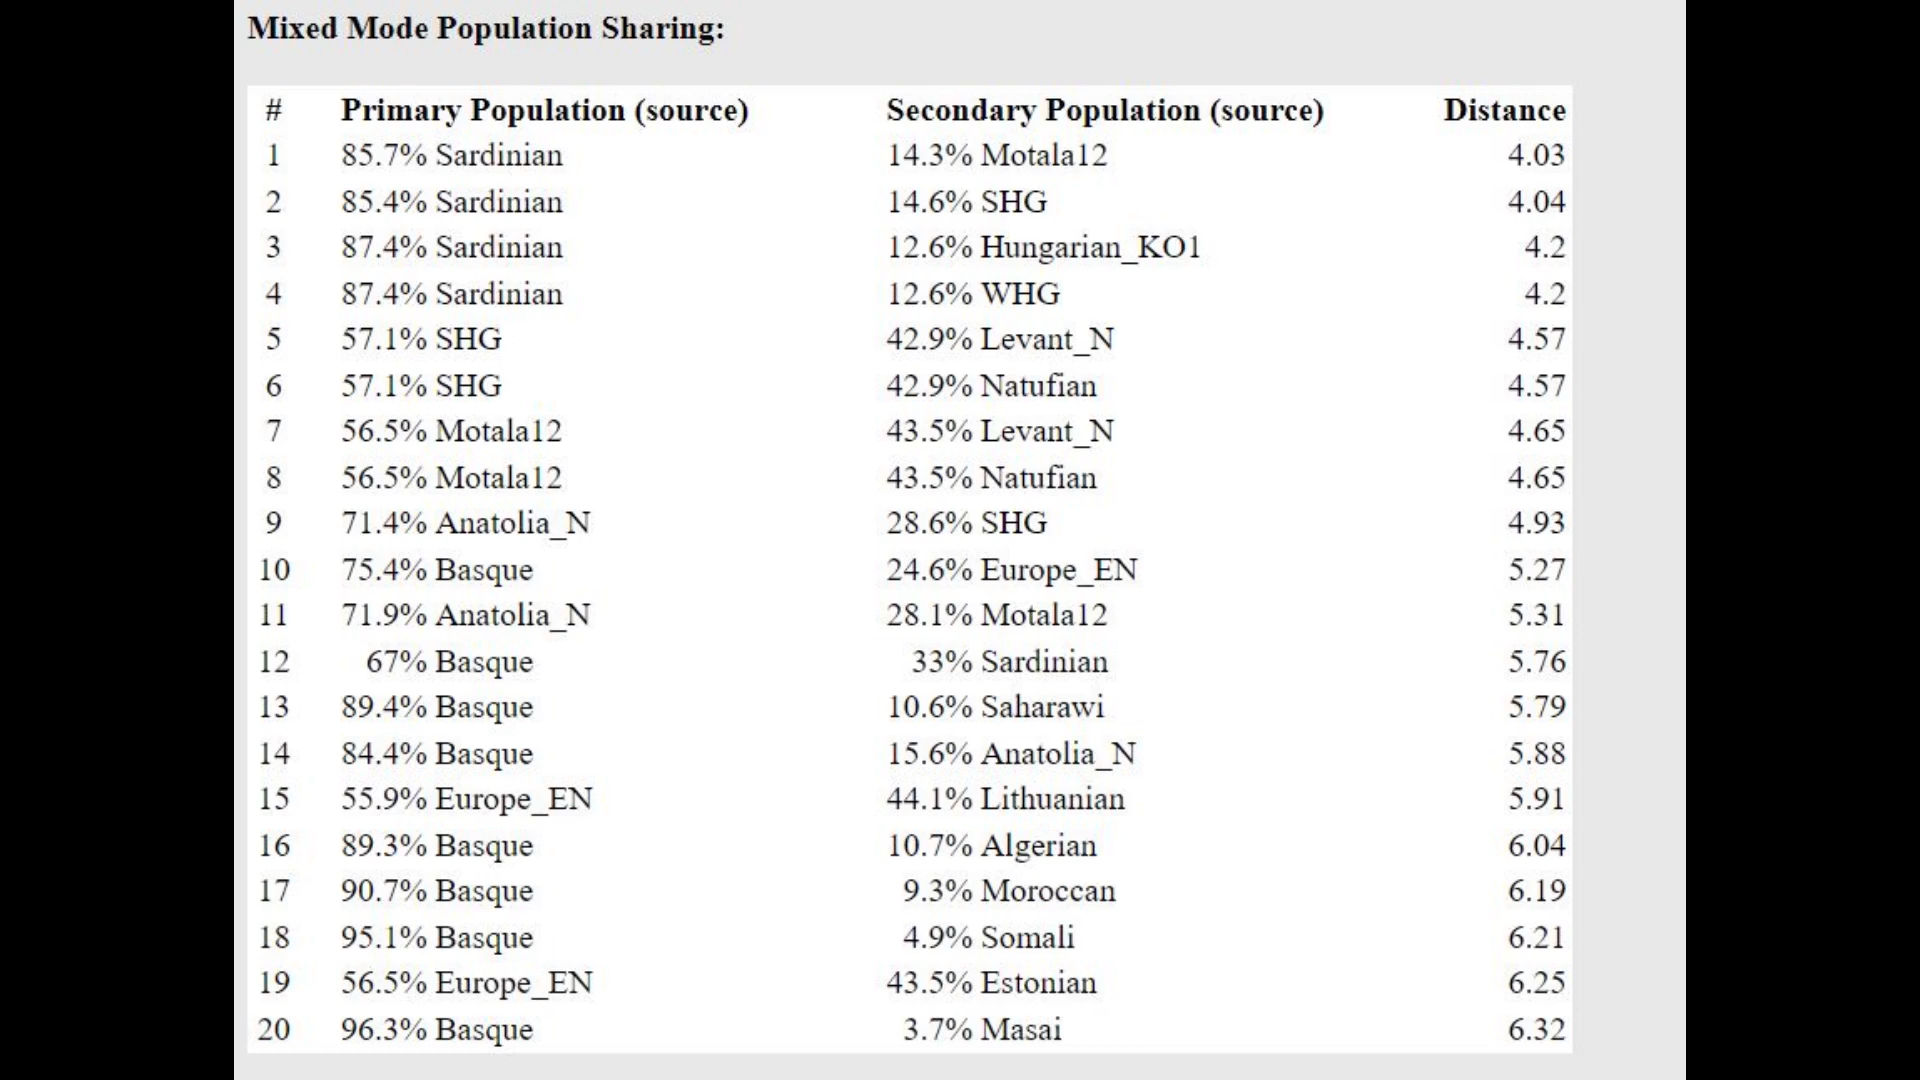 Mixed Mode Population Sharing:
# Primary Population (source) Secondary Population (source) Distance
1 85.7% Sardinian 14.3% Motala12 4.03
2 85.4% Sardinian 14.6% SHG 4.04
3 87.4% Sardinian 12.6% Hungarian_KO1 4.2
4 87.4% Sardinian 12.6% WHG 4.2
5 57.1% SHG 42.9% Levant_N 4.57
6 57.1% SHG 42.9% Natufian 4.57
7 56.5% Motala12 43.5% Levant_N 4.65
8 56.5% Motala12 43.5% Natufian 4.65
9 71.4% Anatolia_N 28.6% SHG 4.93
10 75.4% Basque 24.6% Europe_EN 5.27
11 71.9% Anatolia_N 28.1% Motala12 5.31
12 67% Basque 33% Sardinian 5.76
13 89.4% Basque 10.6% Saharawi 5.79
14 84.4% Basque 15.6% Anatolia_N 5.88
15 55.9% Europe_EN 44.1% Lithuanian 5.91
16 89.3% Basque 10.7% Algerian 6.04
17 90.7% Basque 9.3% Moroccan 6.19
18 95.1% Basque 4.9% Somali 6.21
19 56.5% Europe_EN 43.5% Estonian 6.25
20 96.3% Basque 3.7% Masai 6.32